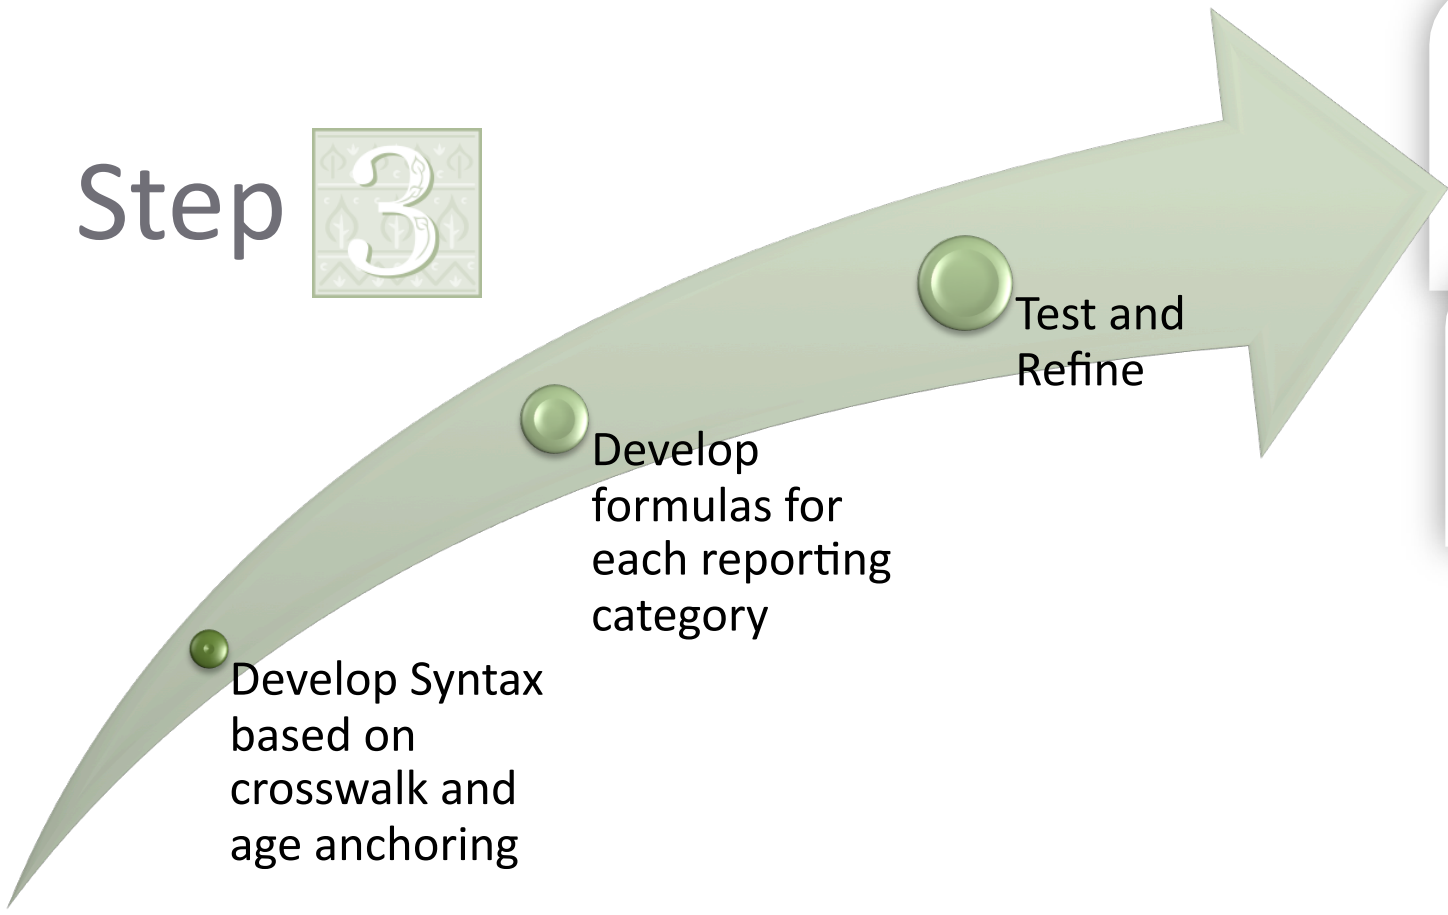 Step 3
Test and
Refine
Develop
formulas for
each reporting
category
Develop Syntax
based on
crosswalk and
age anchoring